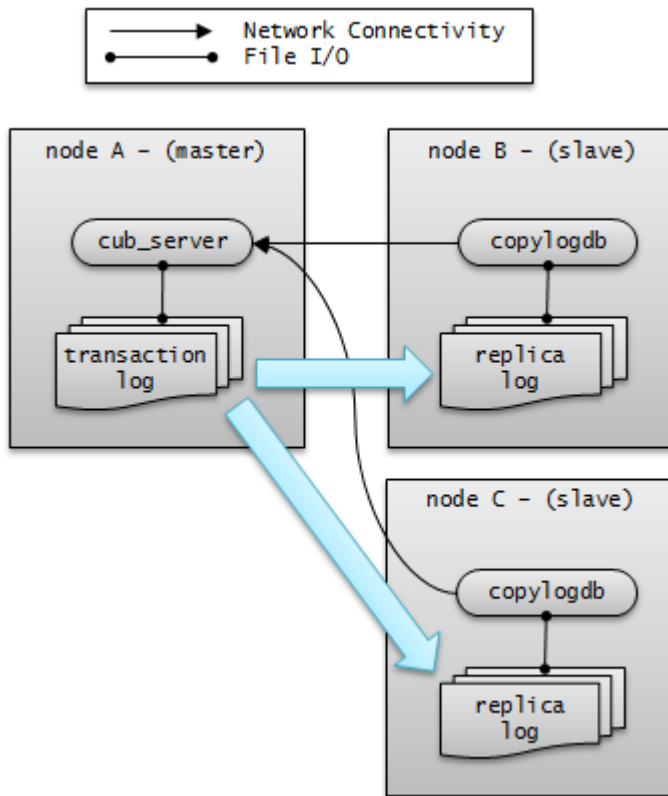 Network Connectivity
File I/O
node A – (master)
cub_server
transaction
log
node B – (slave)
copylogdb
replica
log
node C – (slave)
copylogdb
replica
log